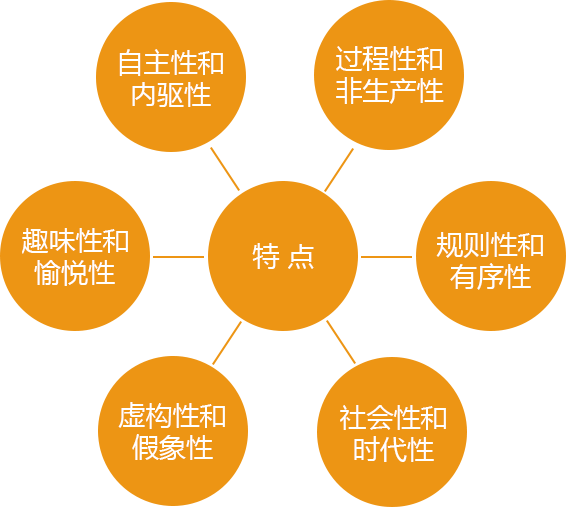 自主性和
内驱性
过程性和
非生产性
趣味性和
愉悦性
特 点
规则性和
有序性
虚构性和
假象性
社会性和
时代性